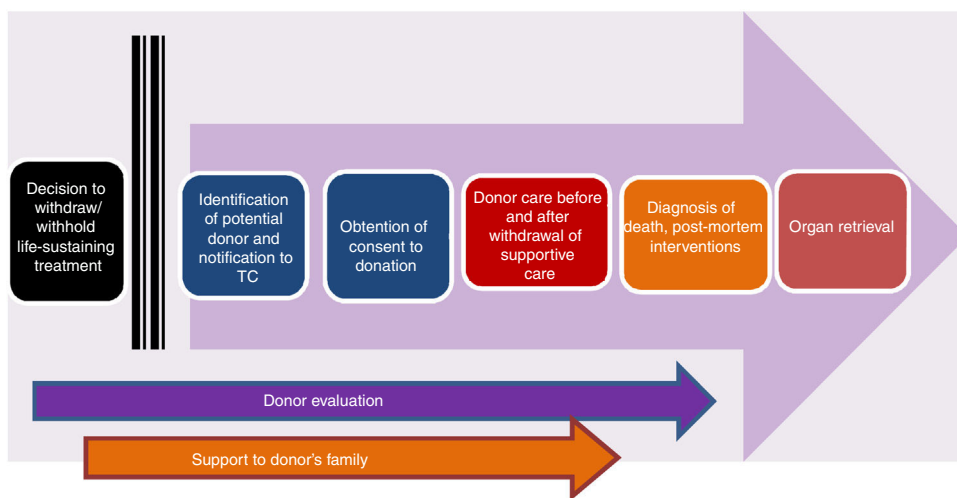 Decision to
withdraw/
withhold
life-sustaining
treatment
Identification
of potential
donor and
notification to
TC
Obtention of
consent to
donation
Donor care before
and after
withdrawal of
supportive
care
Diagnosis of
death, post-mortem
interventions
Organ retrieval
Donor evaluation
Support to donor's family